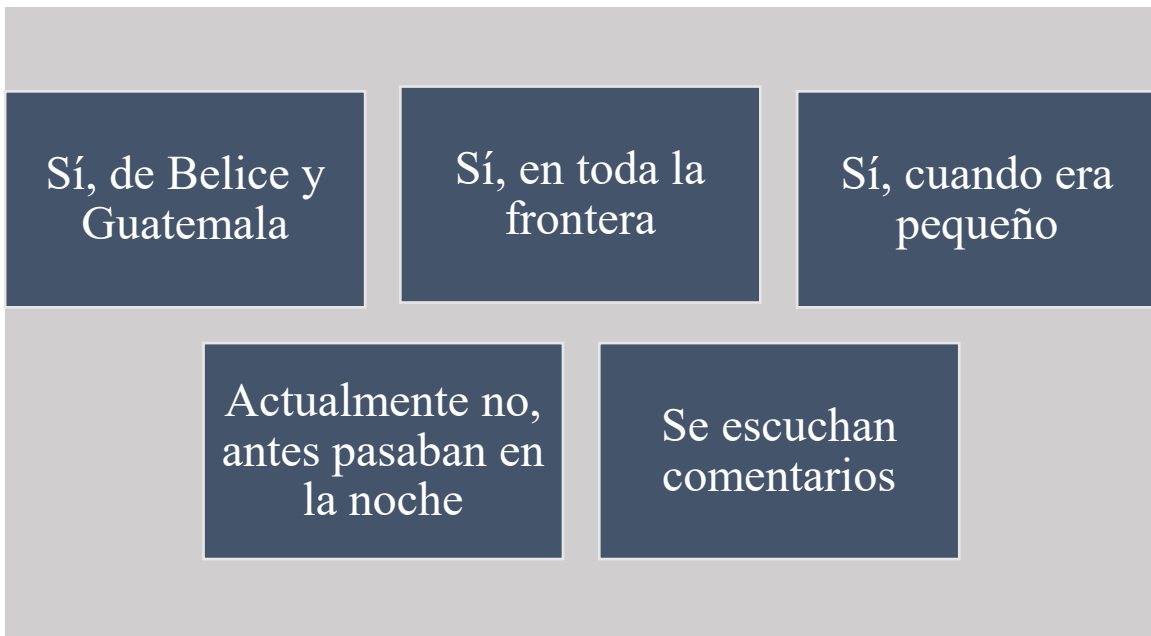 Sí, de Belice y
Guatemala
Sí, en toda la
frontera
Sí, cuando era
pequeño
Actualmente no,
antes pasaban en
la noche
Se escuchan
comentarios